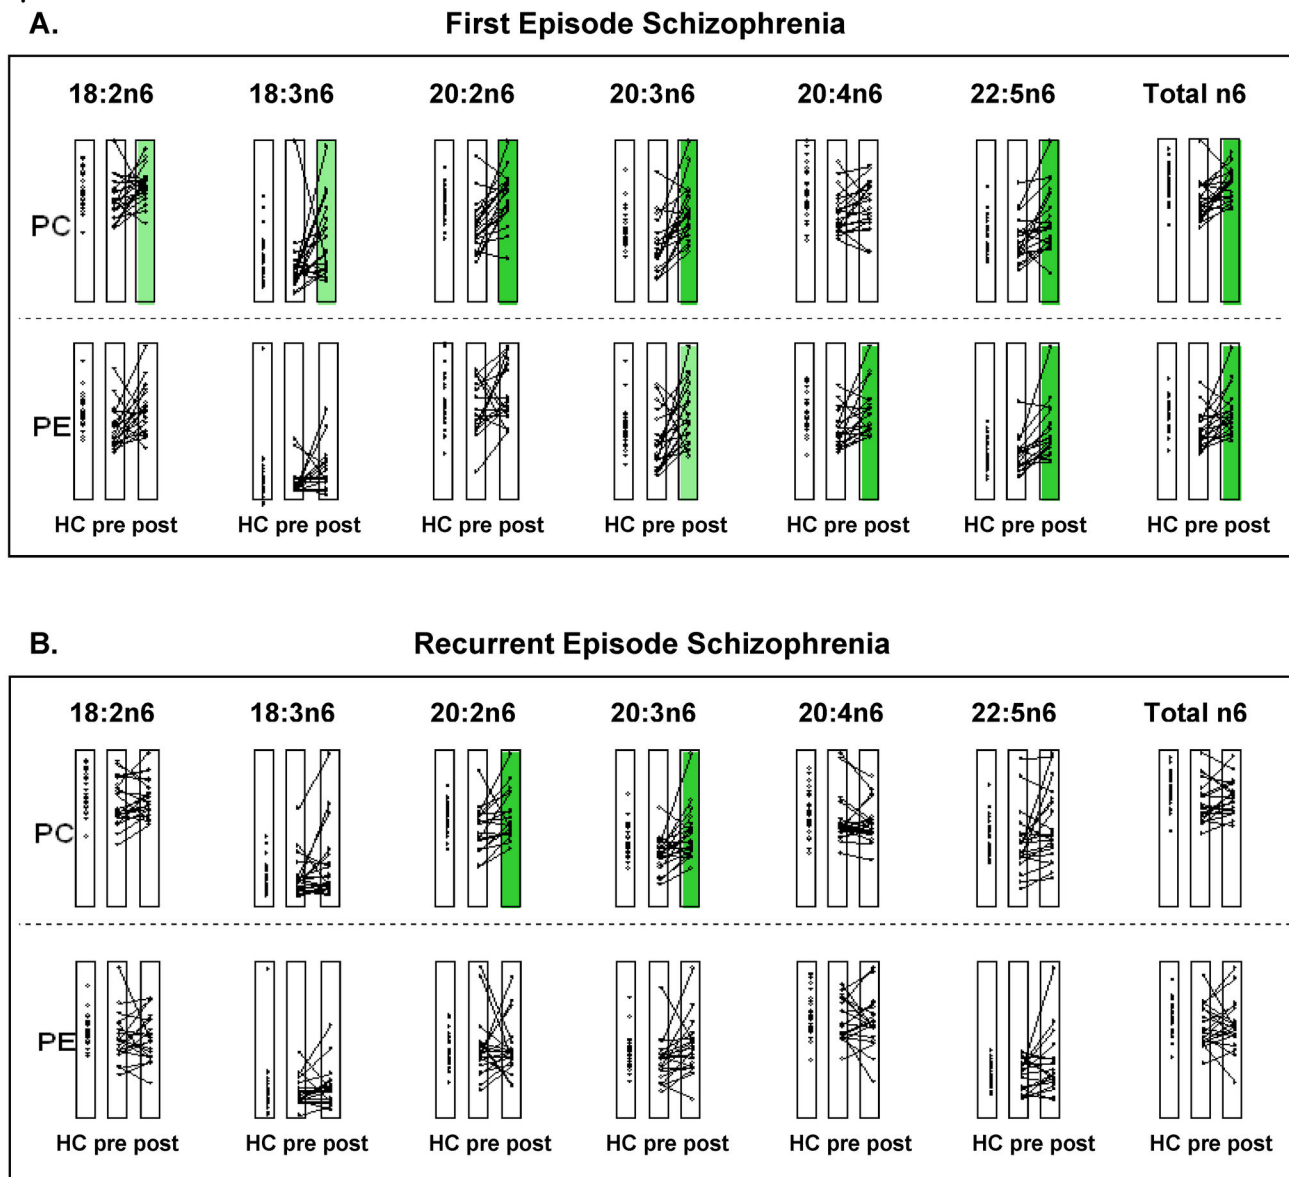 A. First Episode Schizophrenia
18:2n6 18:3n6 20:2n6 20:3n6 20:4n6 22:5n6 Total n6
PC
PE
HC pre post HC pre post HC pre post HC pre post HC pre post HC pre post HC pre post
B. Recurrent Episode Schizophrenia
18:2n6 18:3n6 20:2n6 20:3n6 20:4n6 22:5n6 Total n6
PC
PE
HC pre post HC pre post HC pre post HC pre post HC pre post HC pre post HC pre post